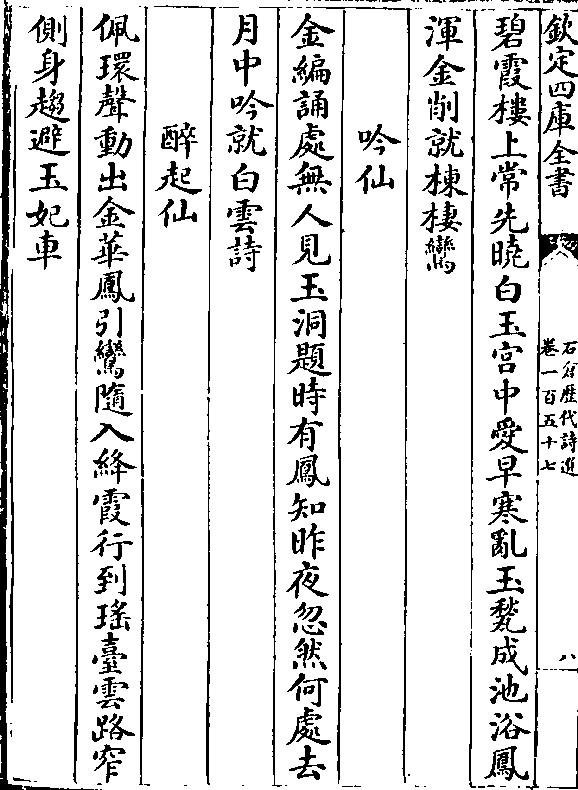 欽定四庫全書
石倉歷代詩選
卷一百五十七
八
碧霞樓上常先曉白玉宫中愛早寒亂玉甃成池浴鳳
渾金削就棟棲鸞
吟仙
金編誦處無人見玉洞題時有鳳知昨夜忽然何處去
月中吟就白雲詩
醉起仙
佩環聲動出金華鳳引鸞隨入絳霞行到瑤臺雲路窄
側身趨避玉妃車